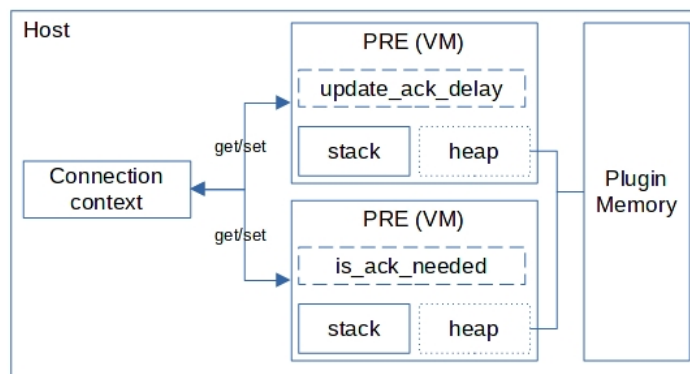 Host
PRE (VM)
update_ack_delay
stack
heap
get/set
Connection
context
get/set
PRE (VM)
is_ack_needed
stack
heap
Plugin
Memory